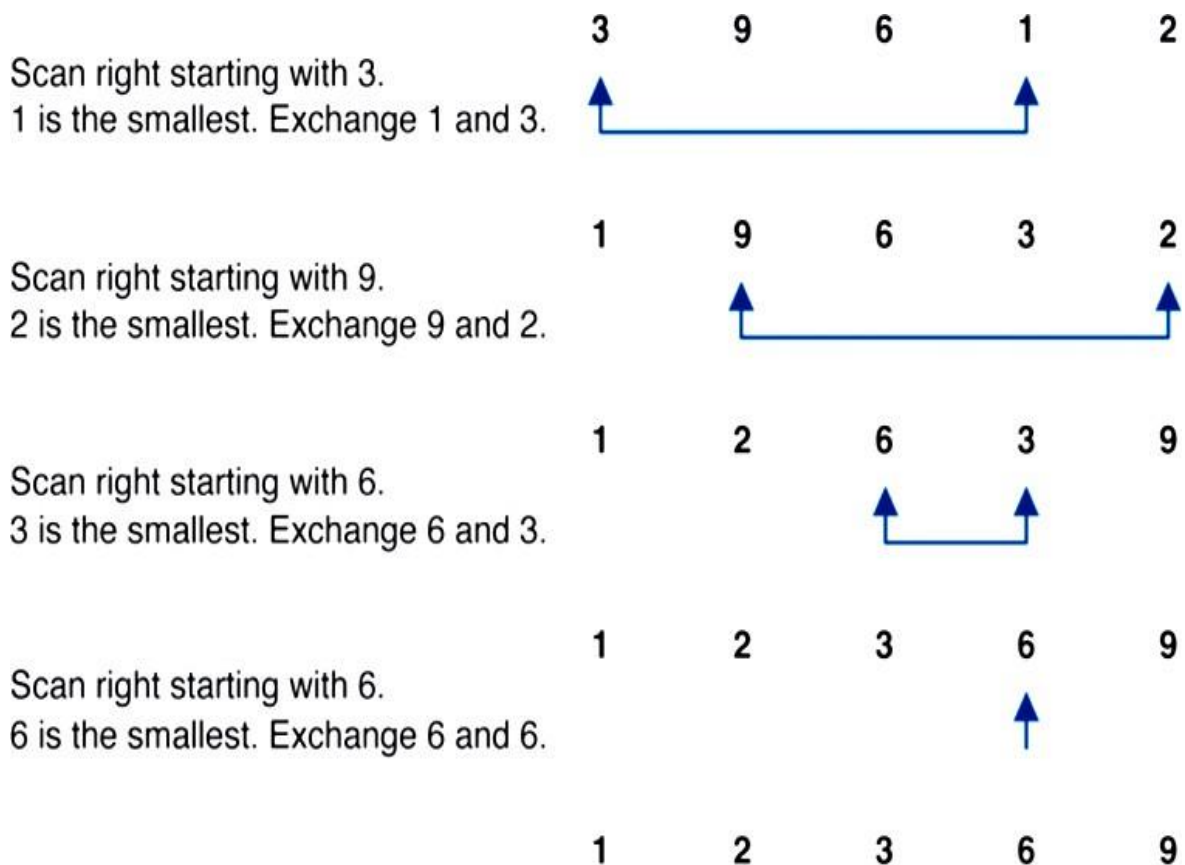 3 9 6 1 2
Scan right starting with 3.
1 is the smallest. Exchange 1 and 3.
1 9 6 3 2
Scan right starting with 9.
2 is the smallest. Exchange 9 and 2.
1 2 6 3 9
Scan right starting with 6.
3 is the smallest. Exchange 6 and 3.
1 2 3 6 9
Scan right starting with 6.
6 is the smallest. Exchange 6 and 6.
1 2 3 6 9